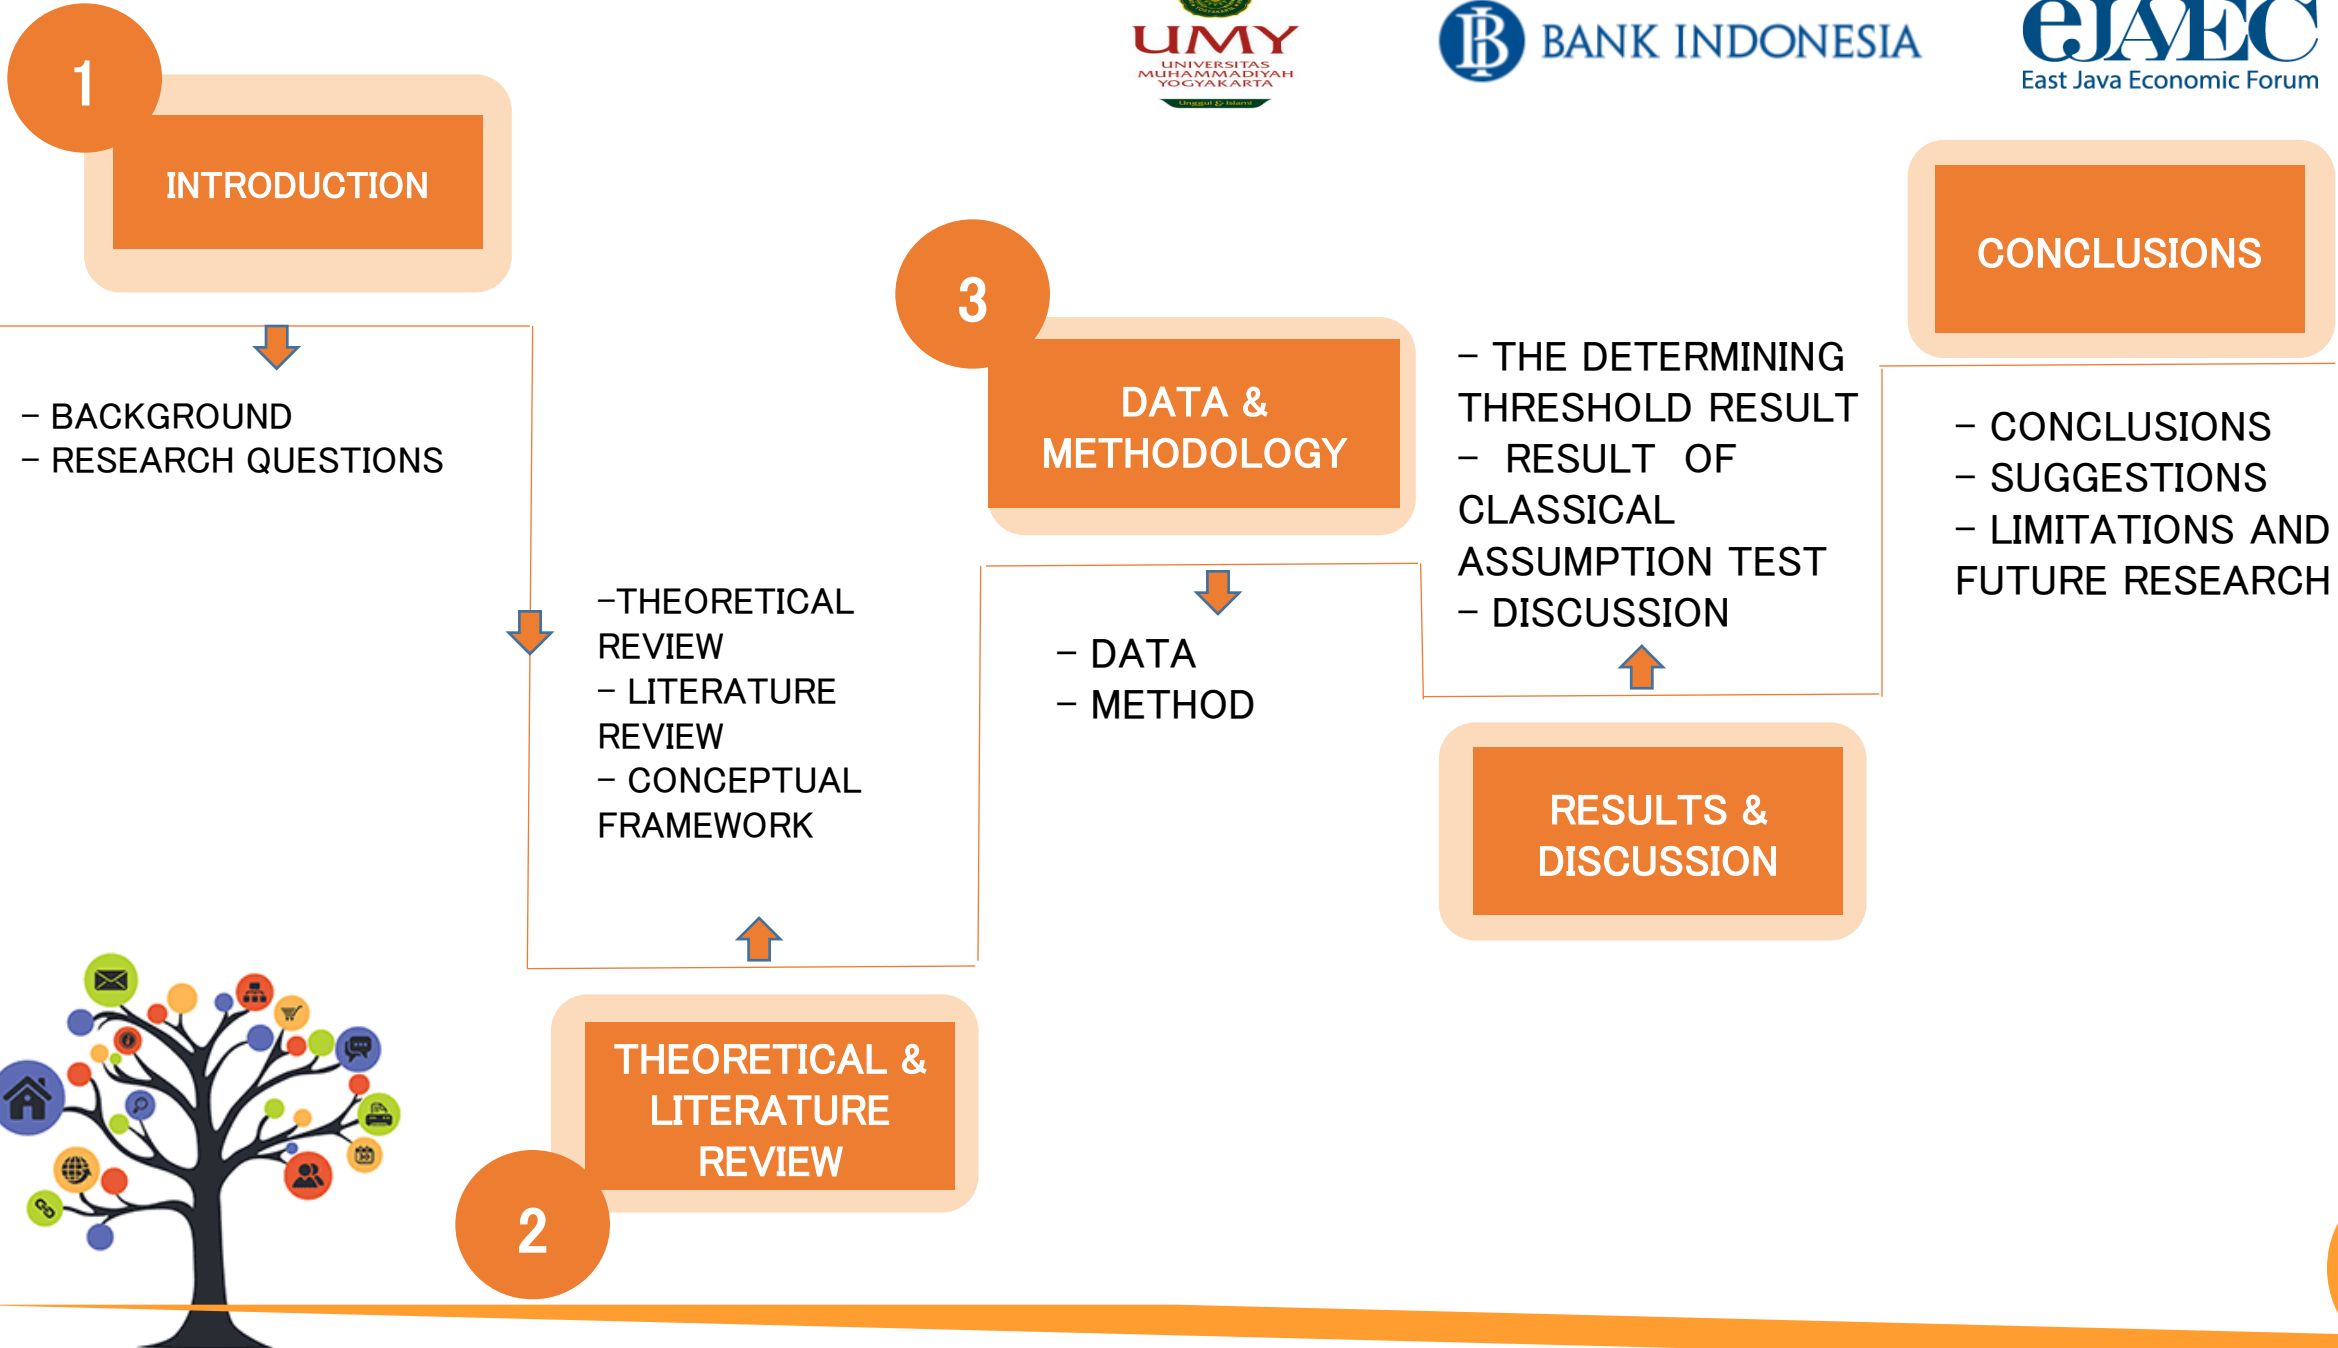 1
INTRODUCTION
– BACKGROUND
– RESEARCH QUESTIONS
UMY
UNIVERSITAS
MUHAMMADIYAH
YOGYAKARTA
Unggul & Islami
BANK INDONESIA
eJAVEC
East Java Economic Forum
–THEORETICAL
REVIEW
– LITERATURE
REVIEW
– CONCEPTUAL
FRAMEWORK
THEORETICAL &
LITERATURE
REVIEW
2
3
DATA &
METHODOLOGY
– DATA
– METHOD
– THE DETERMINING
THRESHOLD RESULT
– RESULT OF
CLASSICAL
ASSUMPTION TEST
– DISCUSSION
RESULTS &
DISCUSSION
CONCLUSIONS
– CONCLUSIONS
– SUGGESTIONS
– LIMITATIONS AND
FUTURE RESEARCH